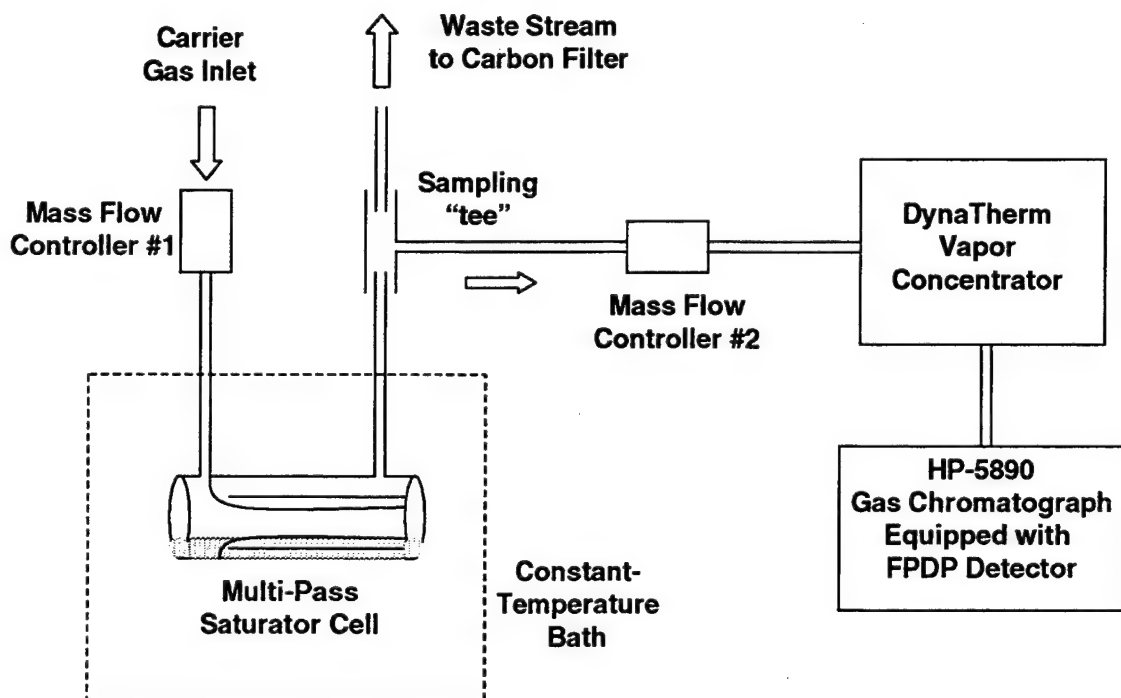 Carrier
Gas Inlet
Waste Stream
to Carbon Filter
Mass Flow
Controller #1
Sampling
“tee”
Mass Flow
Controller #2
DynaTherm
Vapor
Concentrator
HP-5890
Gas Chromatograph
Equipped with
FPDP Detector
Multi-Pass
Saturator Cell
Constant-
Temperature
Bath